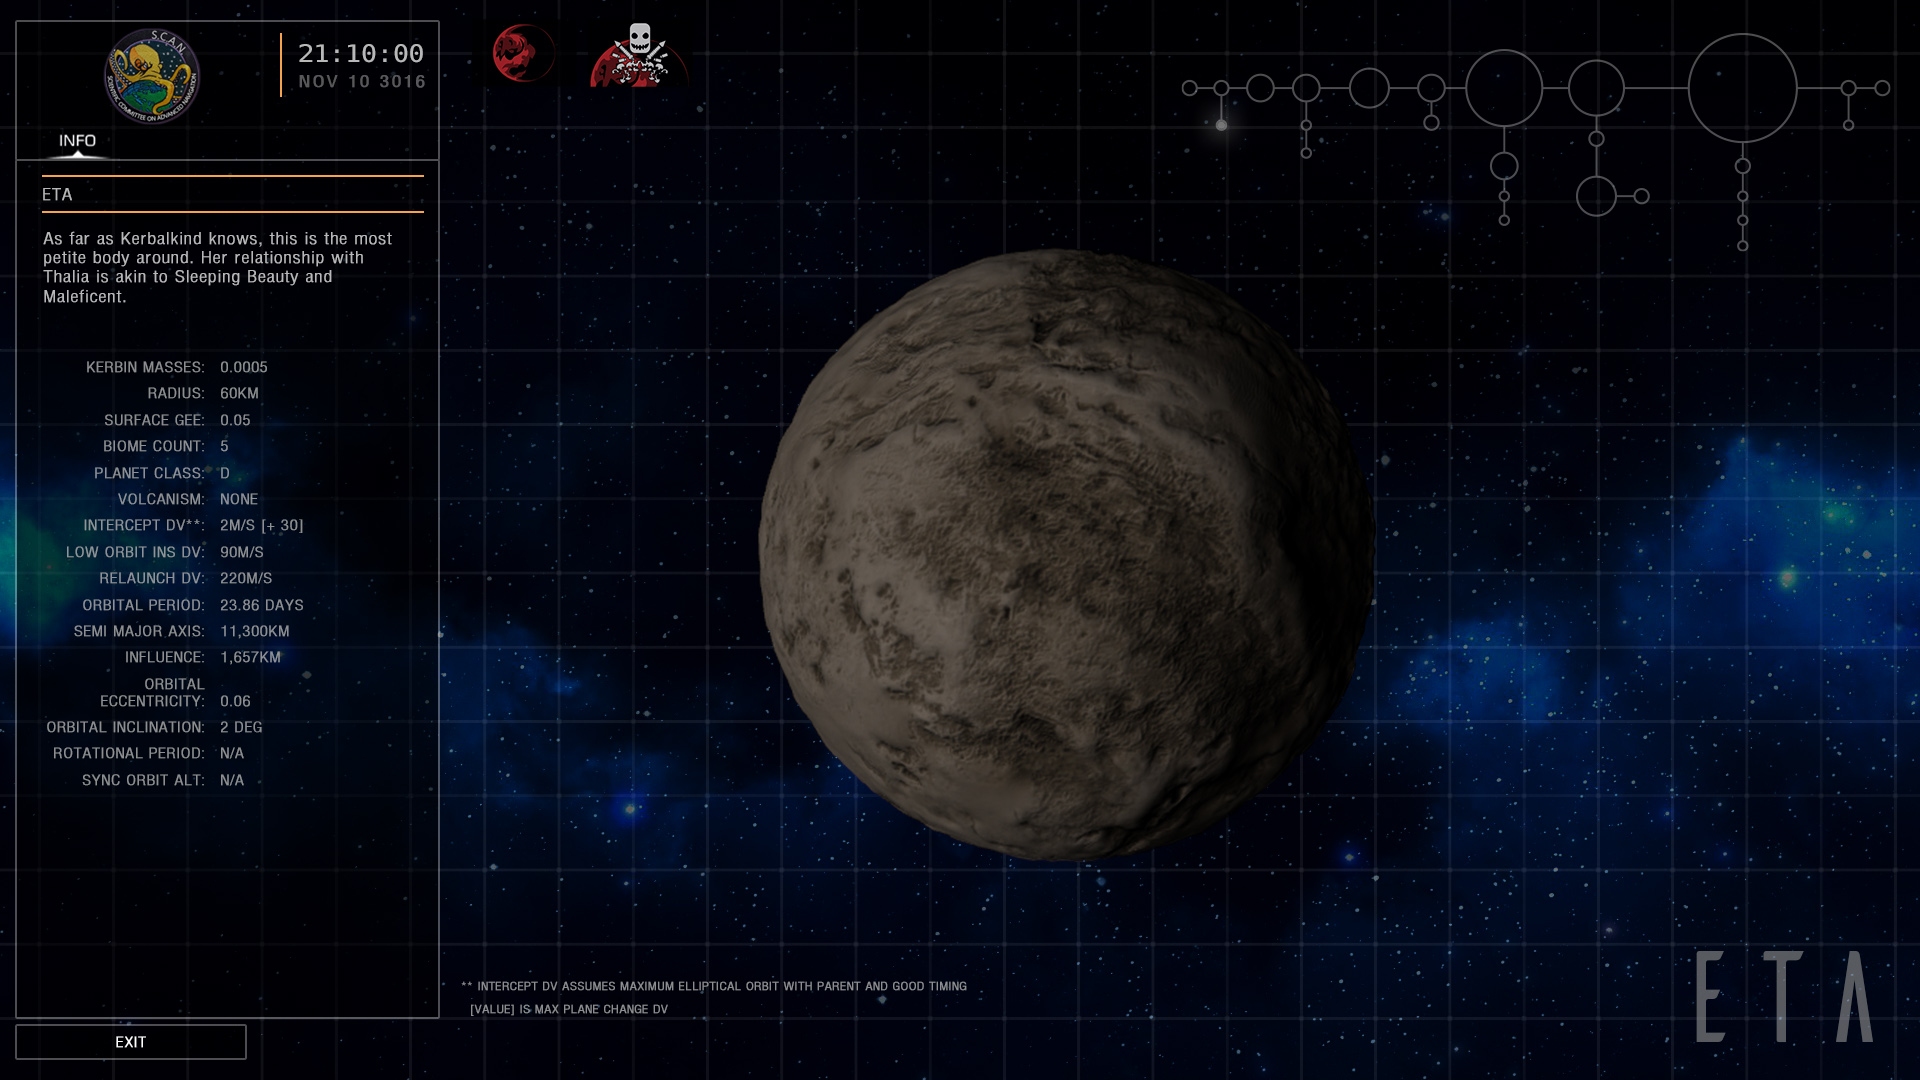 S.C.A.N.
SCIENTIFIC COMMITTEE ON ADVANCED NAVIGATION
21:10:00
NOV 10 3016
INFO
ETA
As far as Kerbalkind knows, this is the most
petite body around. Her relationship with
Thalia is akin to Sleeping Beauty and
Maleficent.
KERBIN MASSES: 0.0005
RADIUS: 60KM
SURFACE GEE: 0.05
BIOME COUNT: 5
PLANET CLASS: D
VOLCANISM: NONE
INTERCEPT DV**: 2M/S [+ 30]
LOW ORBIT INS DV: 90M/S
RELAUNCH DV: 220M/S
ORBITAL PERIOD: 23.86 DAYS
SEMI MAJOR AXIS: 11,300KM
INFLUENCE: 1,657KM
ORBITAL
ECCENTRICITY: 0.06
ORBITAL INCLINATION: 2 DEG
ROTATIONAL PERIOD: N/A
SYNC ORBIT ALT: N/A
** INTERCEPT DV ASSUMES MAXIMUM ELLIPTICAL ORBIT WITH PARENT AND GOOD TIMING
[VALUE] IS MAX PLANE CHANGE DV
ETA
EXIT